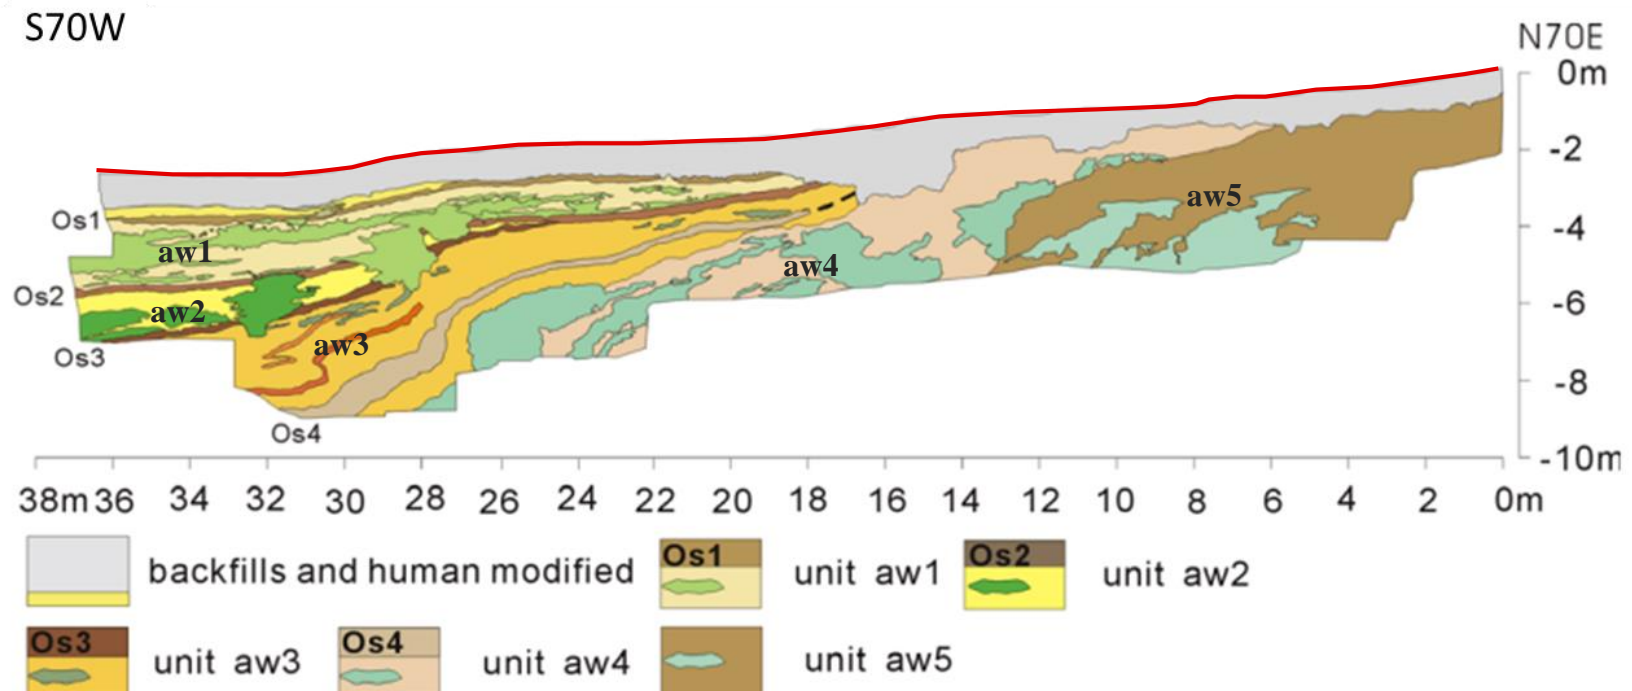 S70W
N70E
0m
-2
-4
-6
-8
-10m
Os1
aw1
Os2
aw2
Os3
aw3
Os4
aw4
aw5
38m 36 34 32 30 28 26 24 22 20 18 16 14 12 10 8 6 4 2 0m
backfills and human modified
Os1 unit aw1
Os2 unit aw2
Os3 unit aw3
Os4 unit aw4
unit aw5